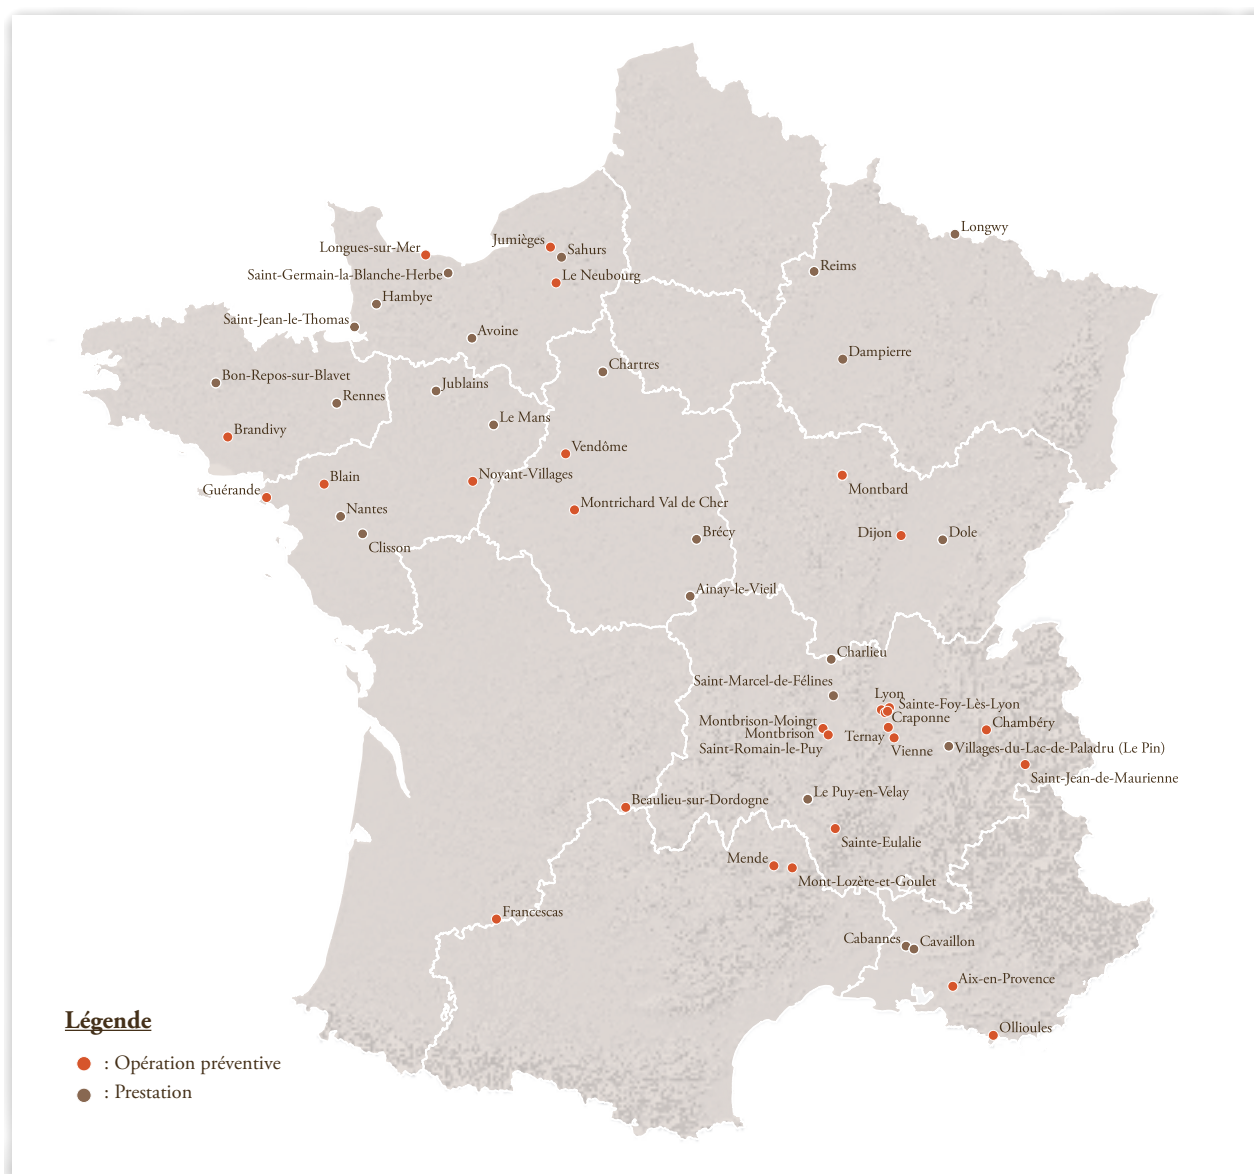 Longwy
Jumièges
Longues-sur-Mer
Sahurs
Reims
Saint-Germain-la-Blanche-Herbe
Le Neubourg
Hambye
Saint-Jean-le-Thomas
Avoine
Dampierre
Chartres
Bon-Repos-sur-Blavet
Jublains
Rennes
Le Mans
Brandivy
Vendôme
Noyant-Villages
Blain
Guérande
Montbard
Montrichard Val de Cher
Nantes
Brécy
Dijon
Dole
Clisson
Ainay-le-Vieil
Charlieu
Saint-Marcel-de-Félines
Lyon
Sainte-Foy-Lès-Lyon
Craponne
Montbrison-Moingt
Chambéry
Montbrison
Ternay
Saint-Romain-le-Puy
Vienne
Villages-du-Lac-de-Paladru (Le Pin)
Saint-Jean-de-Maurienne
Le Puy-en-Velay
Beaulieu-sur-Dordogne
Sainte-Eulalie
Mende
Mont-Lozère-et-Goulet
Francescas
Cabannes
Cavaillon
Aix-en-Provence
Ollioules
Légende
: Opération préventive
: Prestation